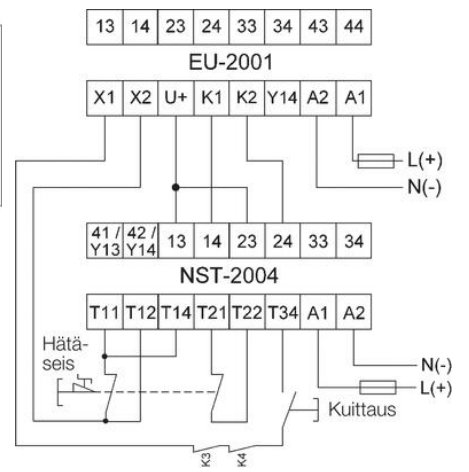 13 14 23 24 33 34 43 44
EU-2001
X1 X2 U+ K1 K2 Y14 A2 A1
L(+)
N(-)
41 / Y13 42 / Y14 13 14 23 24 33 34
NST-2004
T11 T12 T14 T21 T22 T34 A1 A2
Hätä-
seis
N(-)
L(+)
Kuittaus
K3 K4